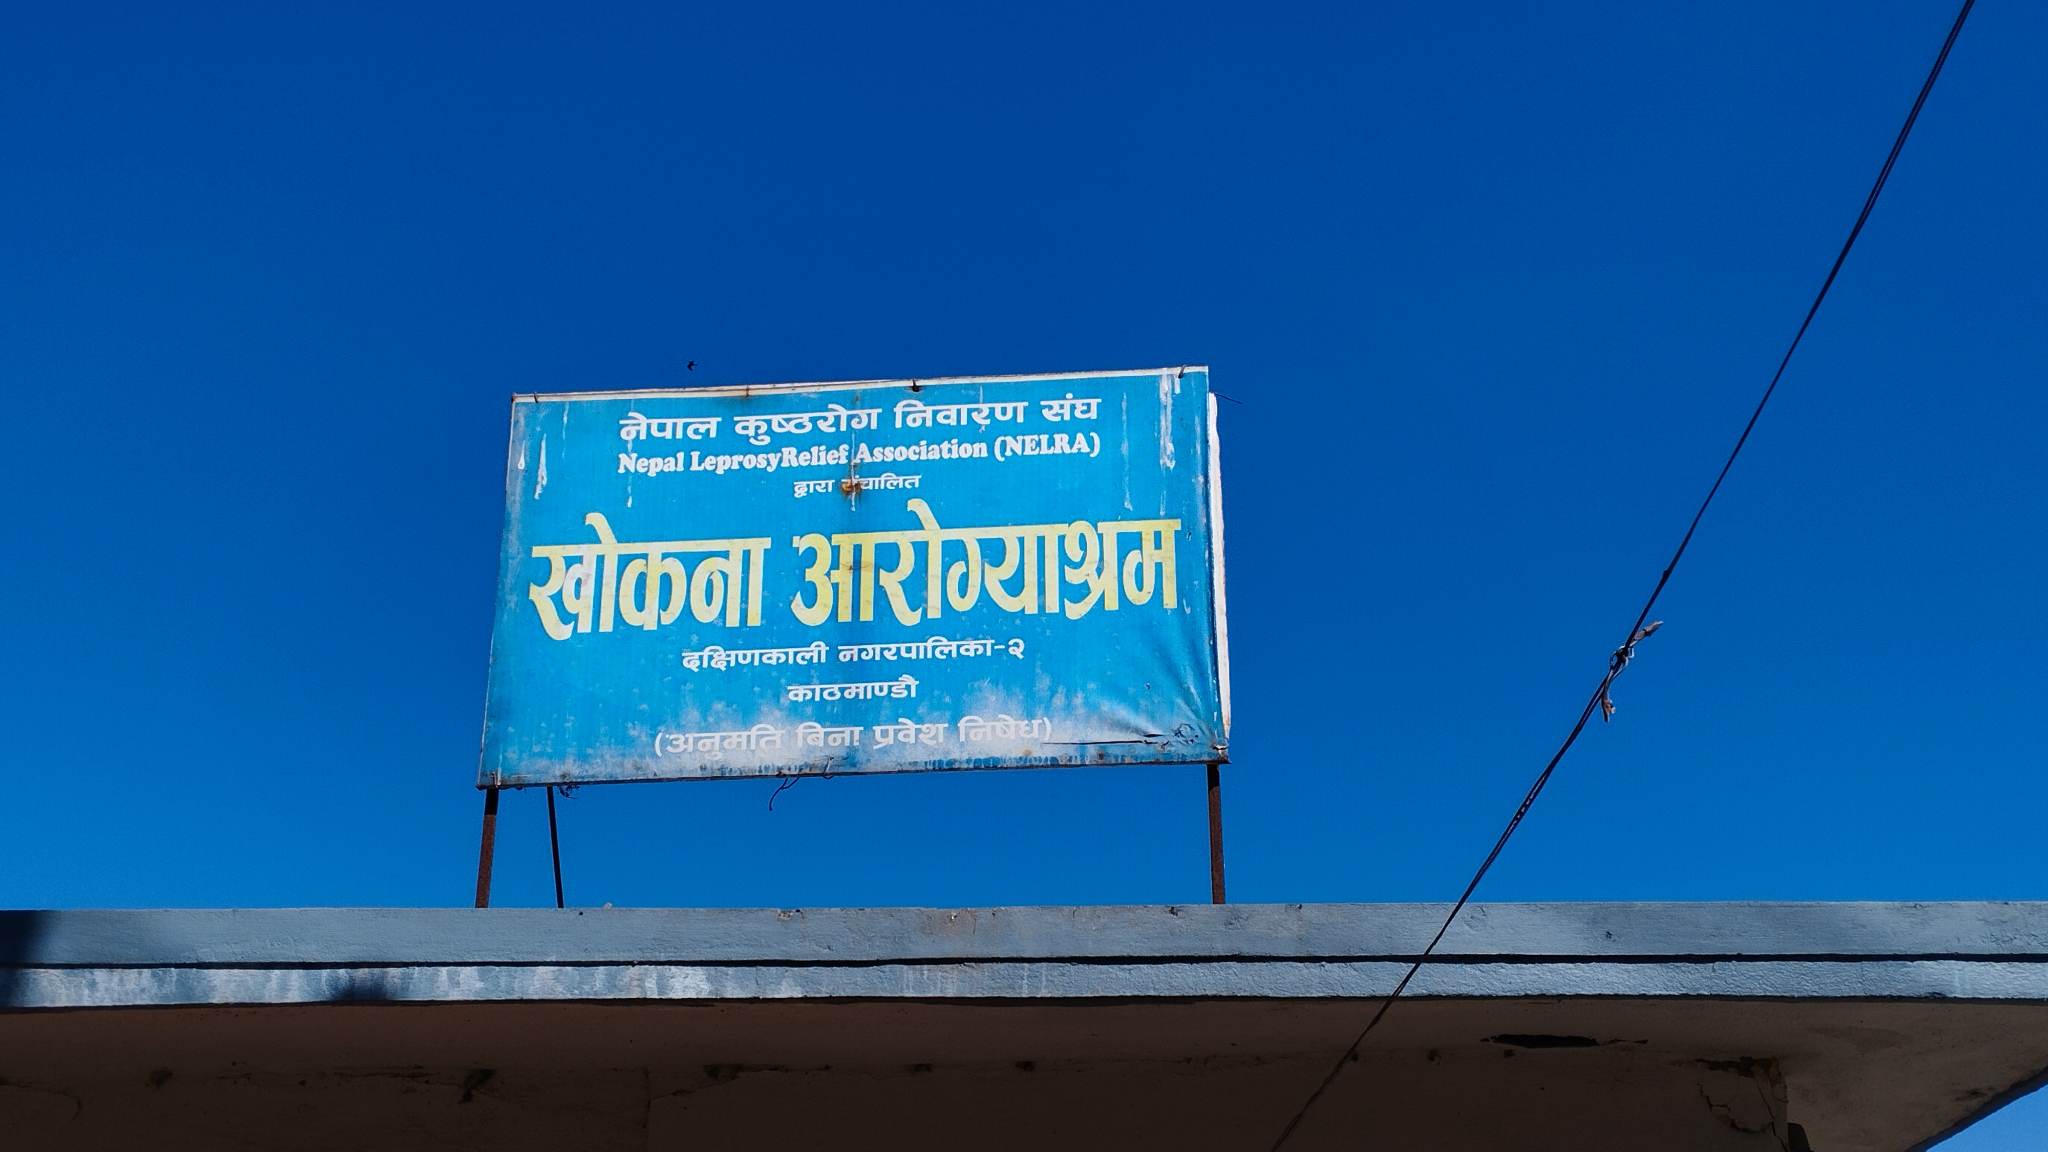 नेपाल कुष्ठरोग निवारण संघ
Nepal LeprosyRelief Association (NELRA)
द्वारा संचालित
खोकना आरोग्याश्रम
दक्षिणकाली नगरपालिका-२
काठमाण्डौ
(अनुमति बिना प्रवेश निषेध)